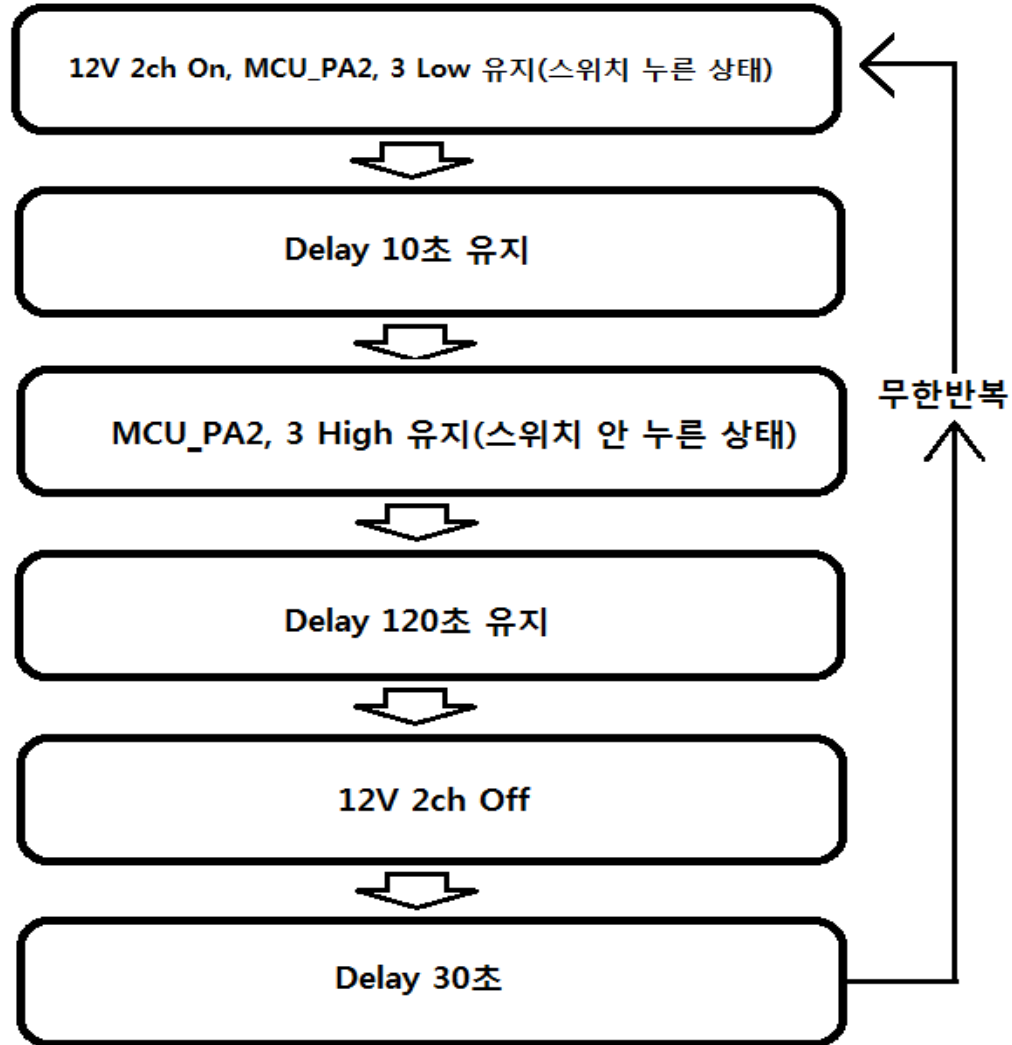 12V 2ch On, MCU_PA2, 3 Low 유지(스위치 누른 상태)
Delay 10초 유지
MCU_PA2, 3 High 유지(스위치 안 누른 상태)
무한반복
Delay 120초 유지
12V 2ch Off
Delay 30초